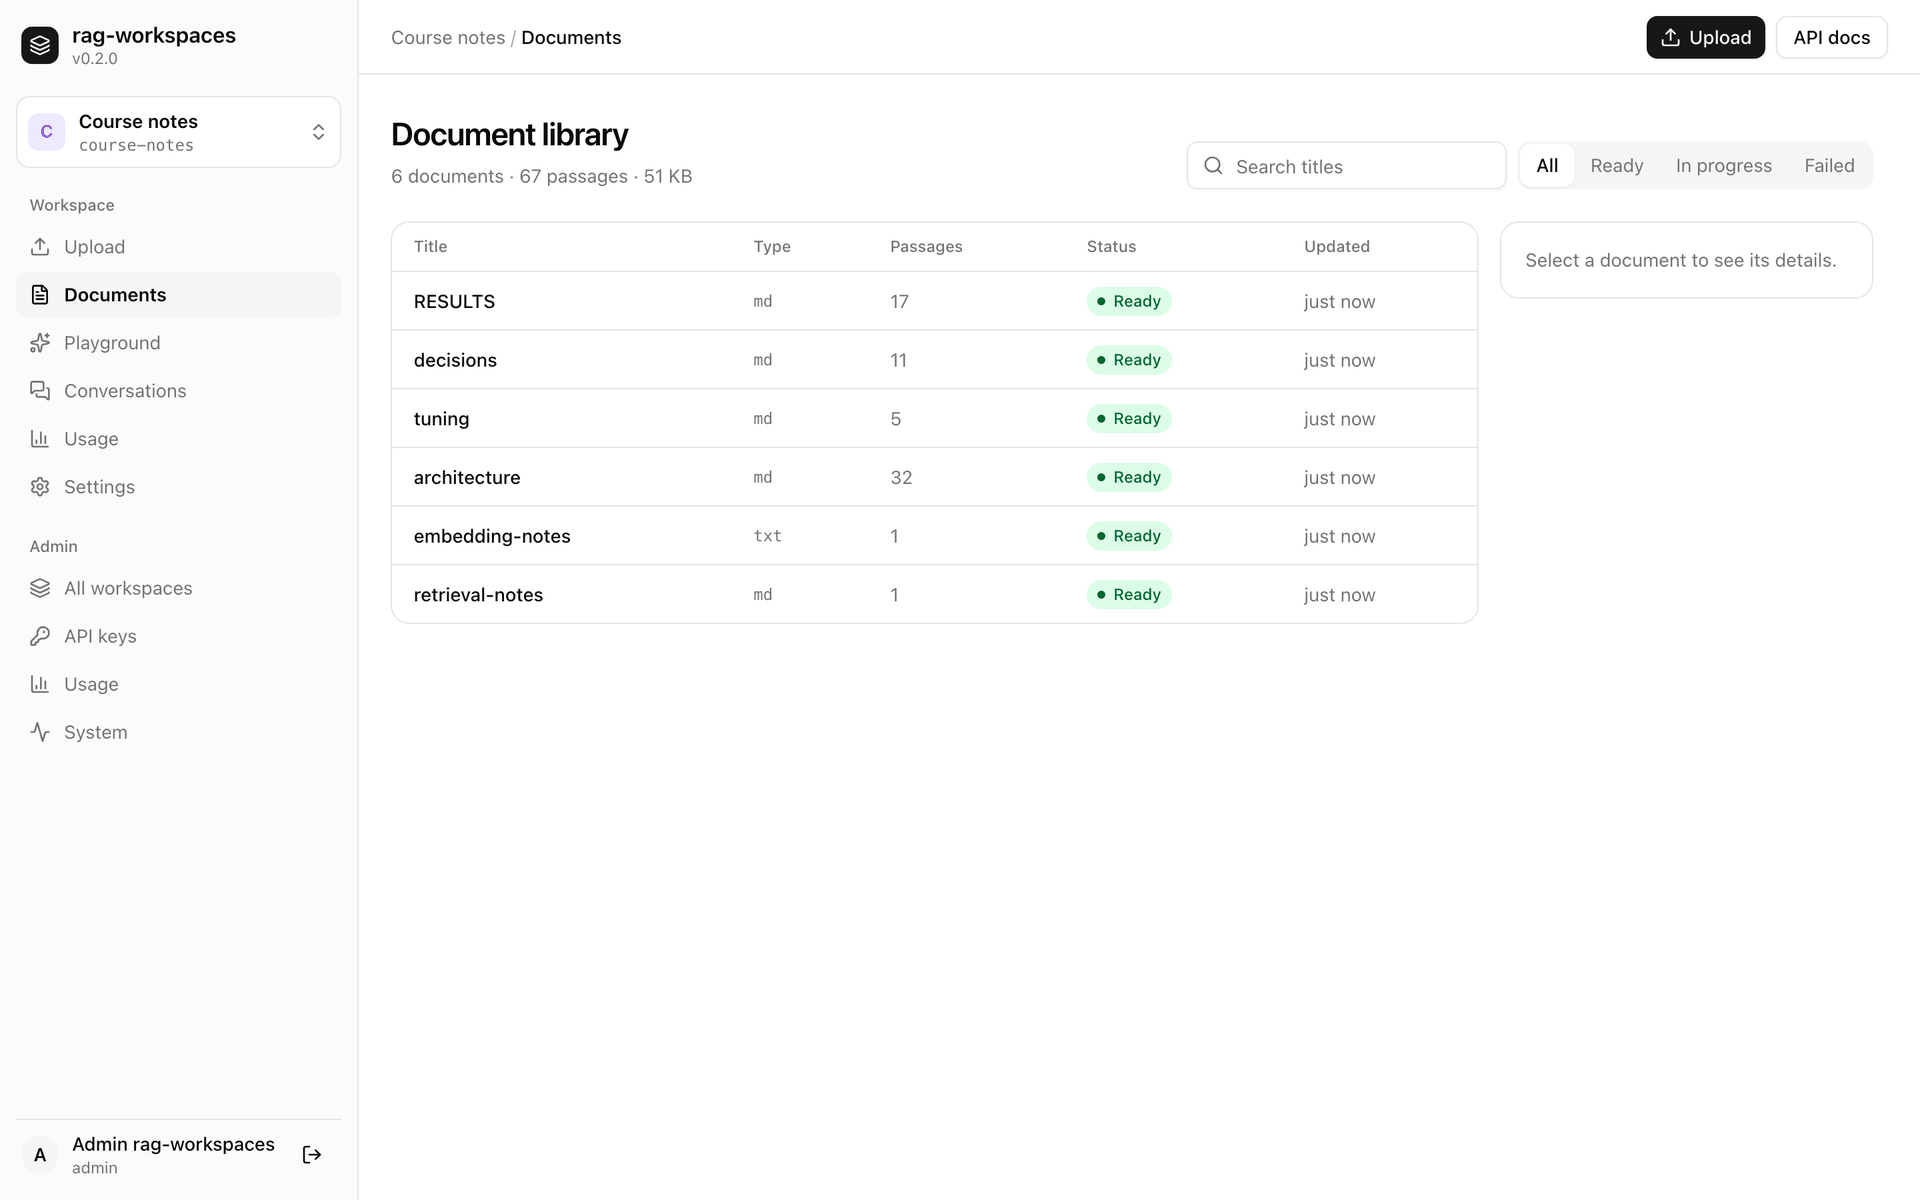 rag-workspaces
v0.2.0
C
Course notes
course-notes
Workspace
Upload
Documents
Playground
Conversations
Usage
Settings
Admin
All workspaces
API keys
Usage
System
A
Admin rag-workspaces
admin
Course notes / Documents
Upload
API docs
Document library
6 documents · 67 passages · 51 KB
Search titles
All Ready In progress Failed
Title Type Passages Status Updated
RESULTS md 17 Ready just now
decisions md 11 Ready just now
tuning md 5 Ready just now
architecture md 32 Ready just now
embedding-notes txt 1 Ready just now
retrieval-notes md 1 Ready just now
Select a document to see its details.